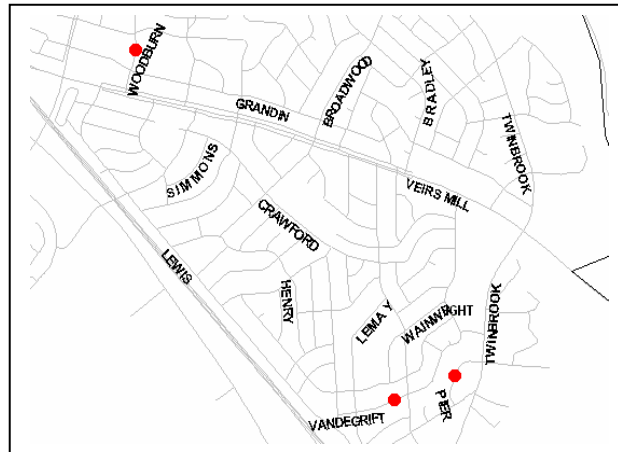 WOODBURN
GRANDIN
BROADWOOD
BRADLEY
TWINBROOK
SIMMONS
VEIRS MILL
CRAWFORD
LEWIS
HENRY
LEMAY
WAINWRIGHT
TWINBROOK
PIER
VANDEGRIFT